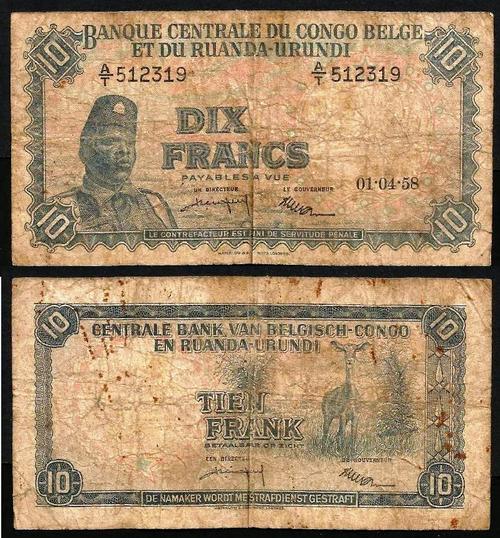 10 10
BANQUE CENTRALE DU CONGO BELGE
ET DU RUANDA-URUNDI
A/T 512319 A/T 512319
DIX
FRANCS
PAYABLES A VUE
UN DIRECTEUR LE GOUVERNEUR
01-04-58
10 10
LE CONTREFACTEUR EST PUNI DE SERVITUDE PENALE
10 10
CENTRALE BANK VAN BELGISCH-CONGO
EN RUANDA-URUNDI
TIEN
FRANK
BETAALBAAR OP ZICHT
EEN DIRECTEUR DE GOUVERNEUR
10 10
DE NAMAKER WORDT MET STRAFDIENST GESTRAFT